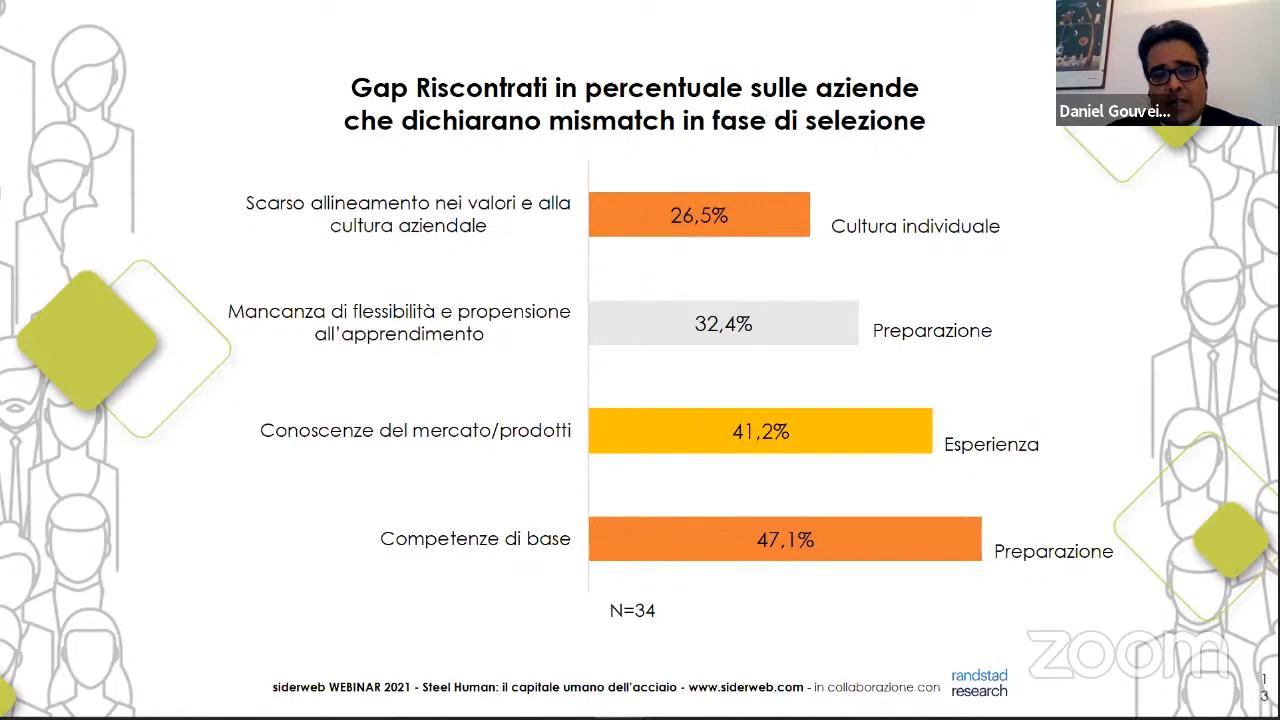 Gap Riscontrati in percentuale sulle aziende
che dichiarano mismatch in fase di selezione
Daniel Gouvei...
Scarso allineamento nei valori e alla
cultura aziendale
26,5%
Cultura individuale
Mancanza di flessibilità e propensione
all'apprendimento
32,4%
Preparazione
Conoscenze del mercato/prodotti
41,2%
Esperienza
Competenze di base
47,1%
Preparazione
N=34
zoom
siderweb WEBINAR 2021 - Steel Human: il capitale umano dell'acciaio - www.siderweb.com - in collaborazione con
randstad
research
1
3